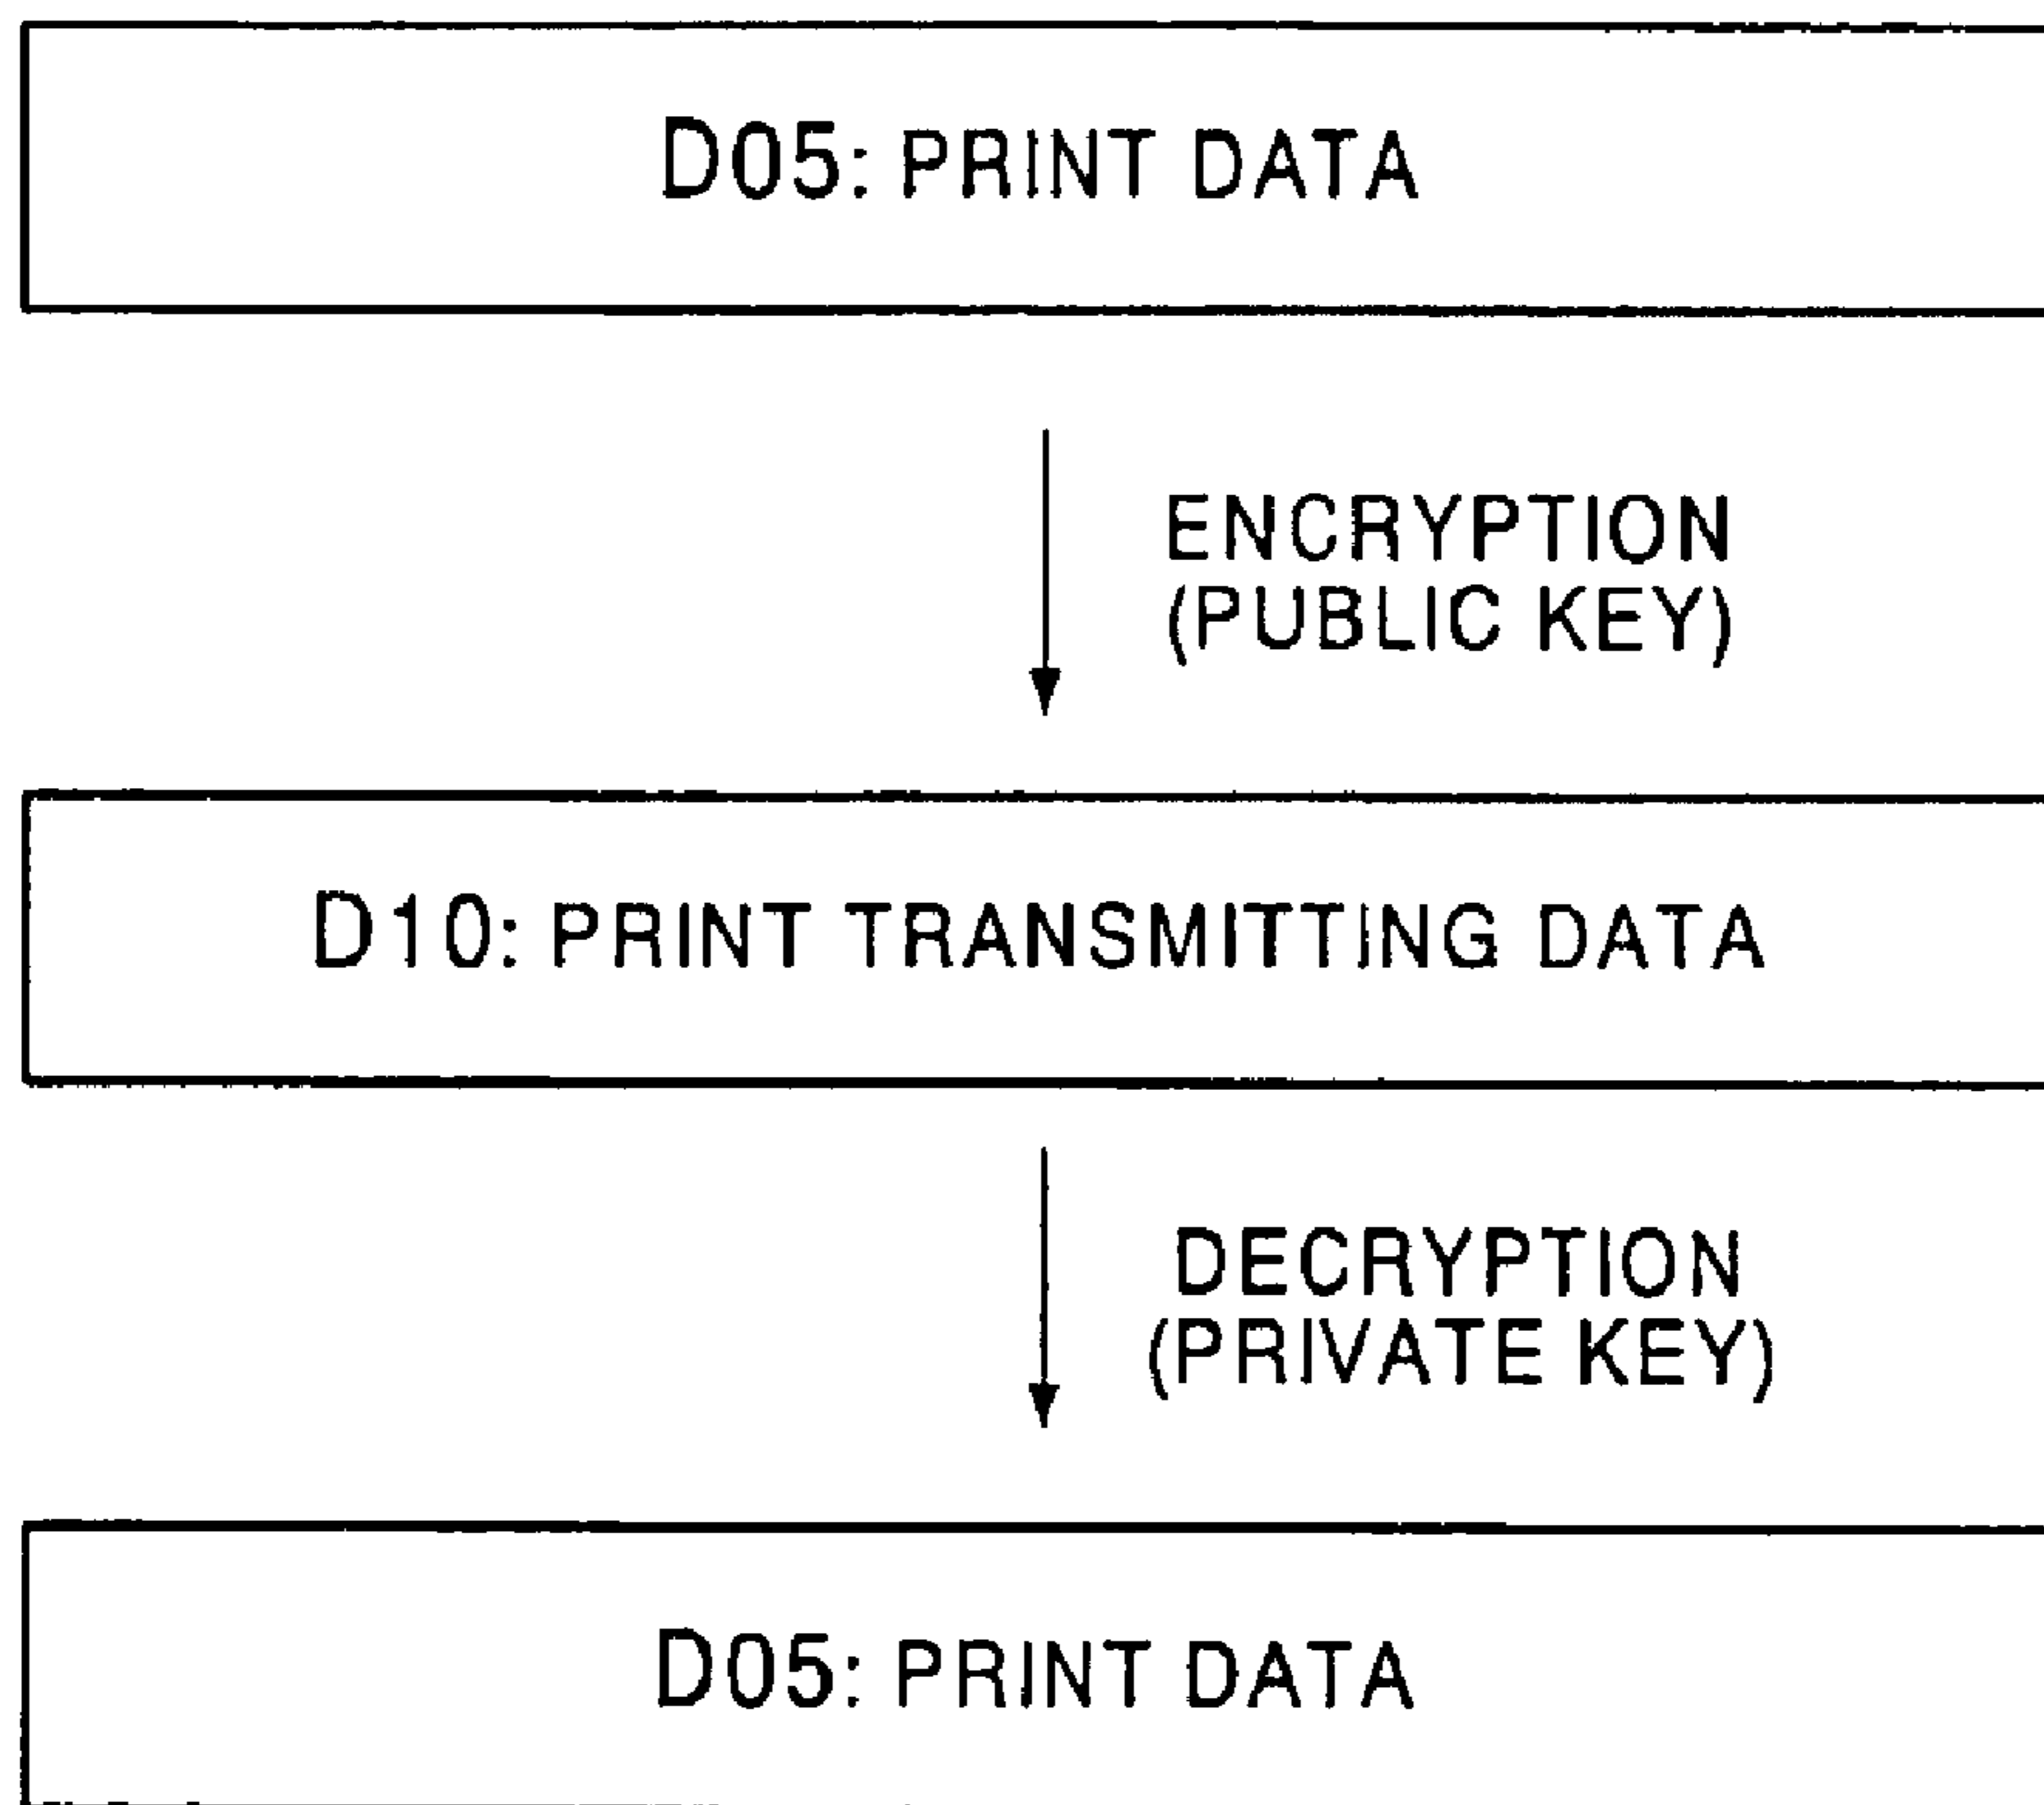 D05: PRINT DATA
ENCRYPTION
(PUBLIC KEY)
D10: PRINT TRANSMITTING DATA
DECRYPTION
(PRIVATE KEY)
D05: PRINT DATA